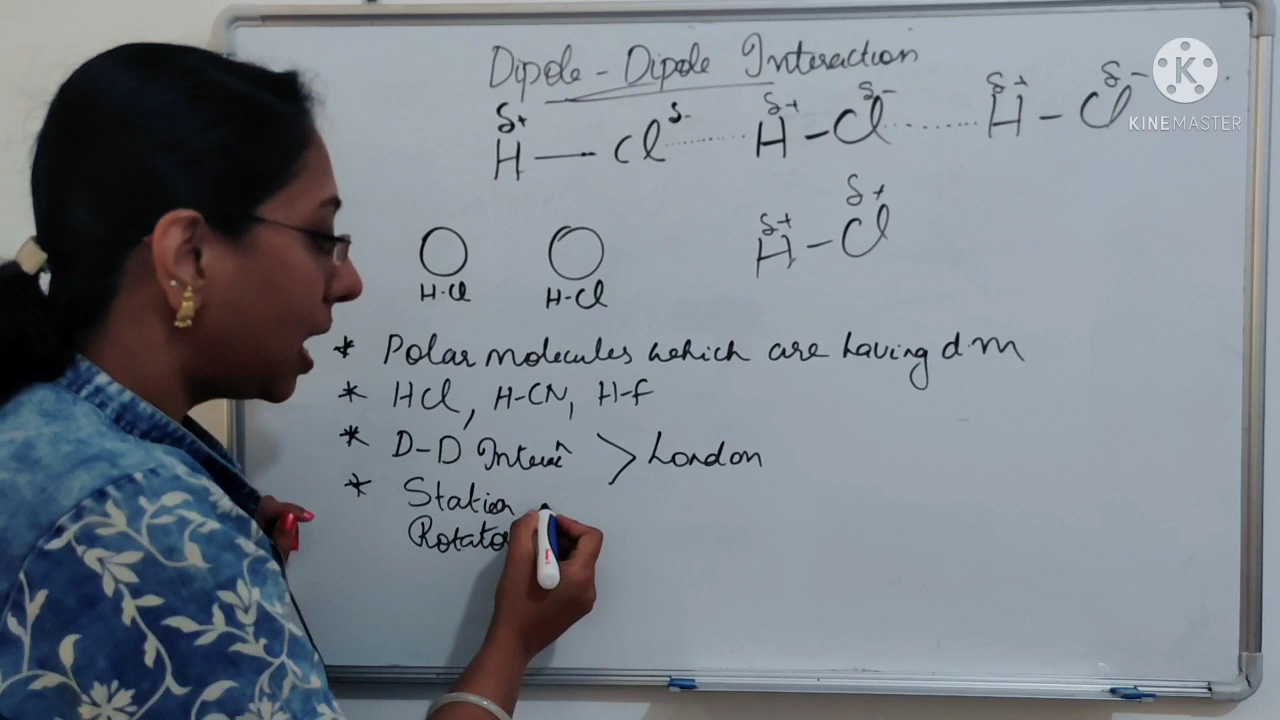 Dipole-Dipole Interaction
δ+ δ- δ+ δ- δ+ δ-
H — Cl ...... H - Cl ....... H - Cl
δ+ δ+
H - Cl
H-Cl H-Cl
* Polar molecules which are having d.m
* HCl, H-CN, H-F
* D-D > London
* Station
Rotato
K
KINEMASTER